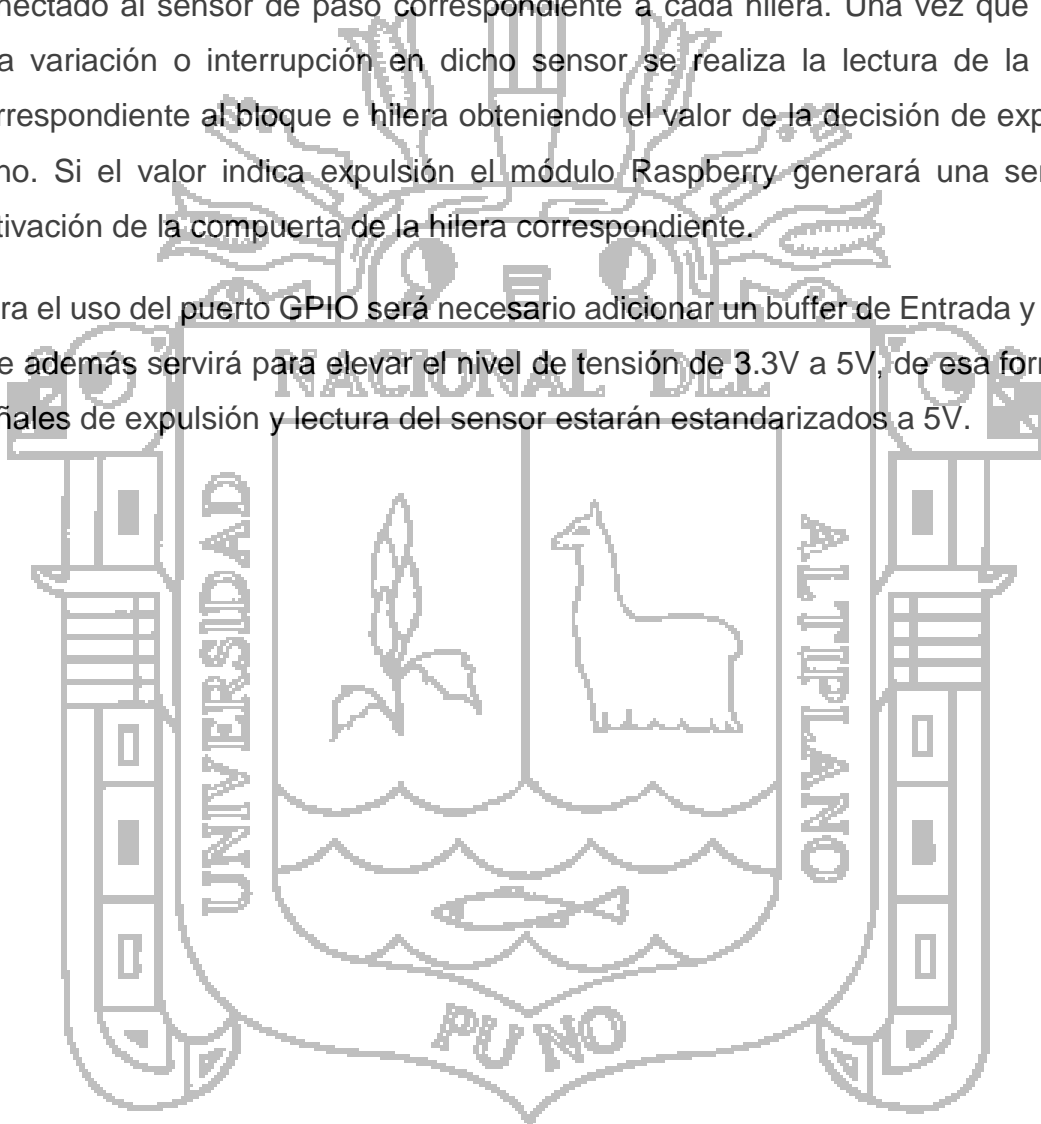 nectado al sensor de paso correspondiente a cada hilera. Una vez que
a variación o interrupción en dicho sensor se realiza la lectura de la
rrespondiente al bloque e hilera obteniendo el valor de la decisión de exp
no. Si el valor indica expulsión el módulo Raspberry generará una se
tivación de la compuerta de la hilera correspondiente.
ra el uso del puerto GPIO será necesario adicionar un buffer de Entrada y
e además servirá para elevar el nivel de tensión de 3.3V a 5V, de esa for
ñales de expulsión y lectura del sensor estarán estandarizados a 5V.
NACIONAL DEL
UNIVERSIDAD
ALTIPLANO
PUNO